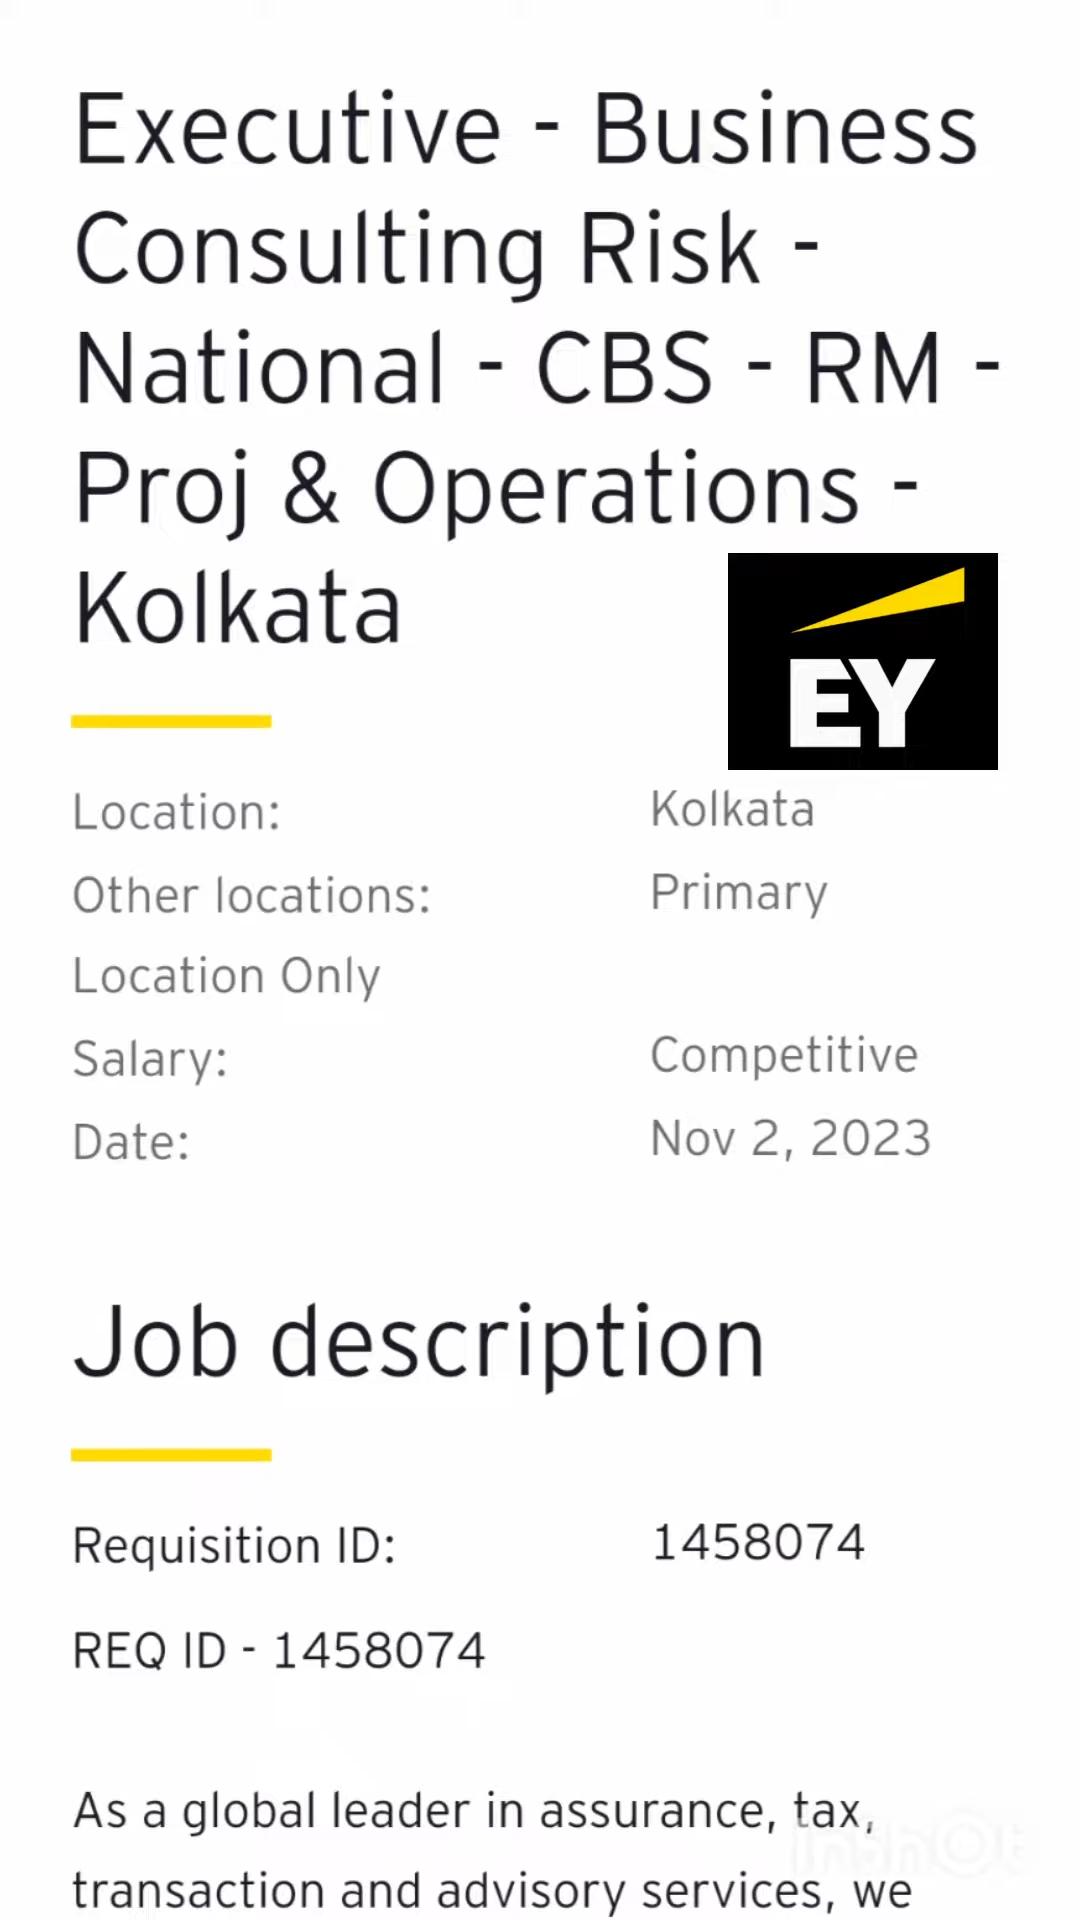 Executive - Business
Consulting Risk -
National - CBS - RM -
Proj & Operations -
Kolkata
EY
Location: Kolkata
Other locations: Primary
Location Only
Salary: Competitive
Date: Nov 2, 2023
Job description
Requisition ID: 1458074
REQ ID - 1458074
As a global leader in assurance, tax,
transaction and advisory services, we
InShOt